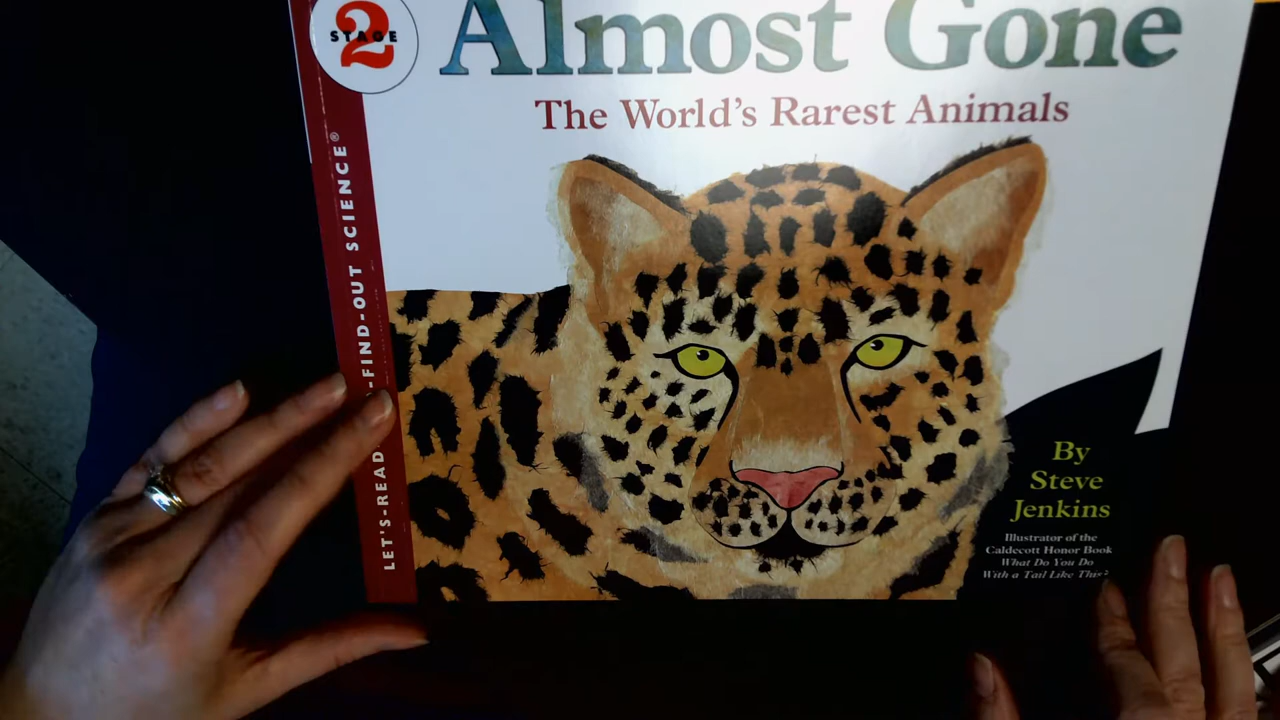 STAGE
2
Almost Gone
The World's Rarest Animals
LET'S-READ -FIND-OUT SCIENCE®
By
Steve
Jenkins
Illustrator of the
Caldecott Honor Book
What Do You Do
With a Tail Like This?